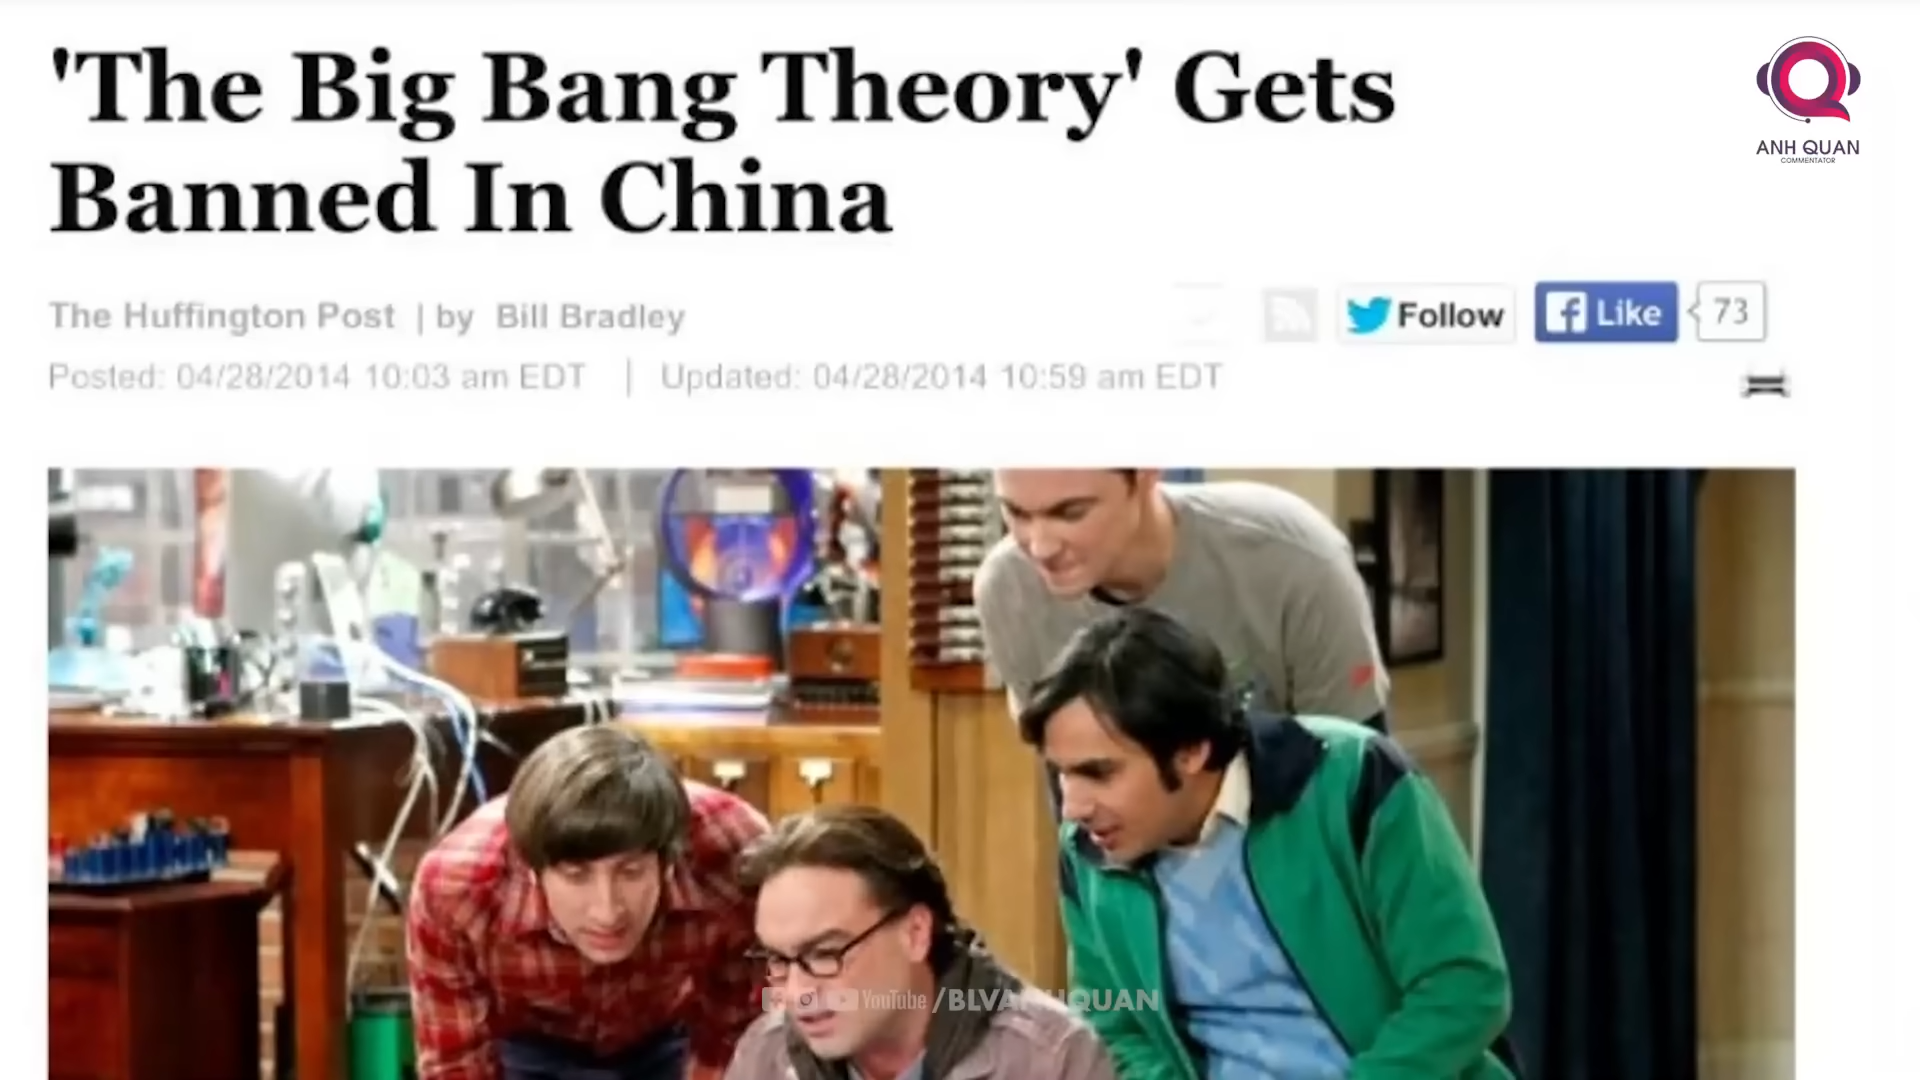 'The Big Bang Theory' Gets
Banned In China
ANH QUAN
COMMENTATOR
The Huffington Post | by Bill Bradley
Follow
Like
73
Posted: 04/28/2014 10:03 am EDT | Updated: 04/28/2014 10:59 am EDT
YouTube /BLVANHQUAN